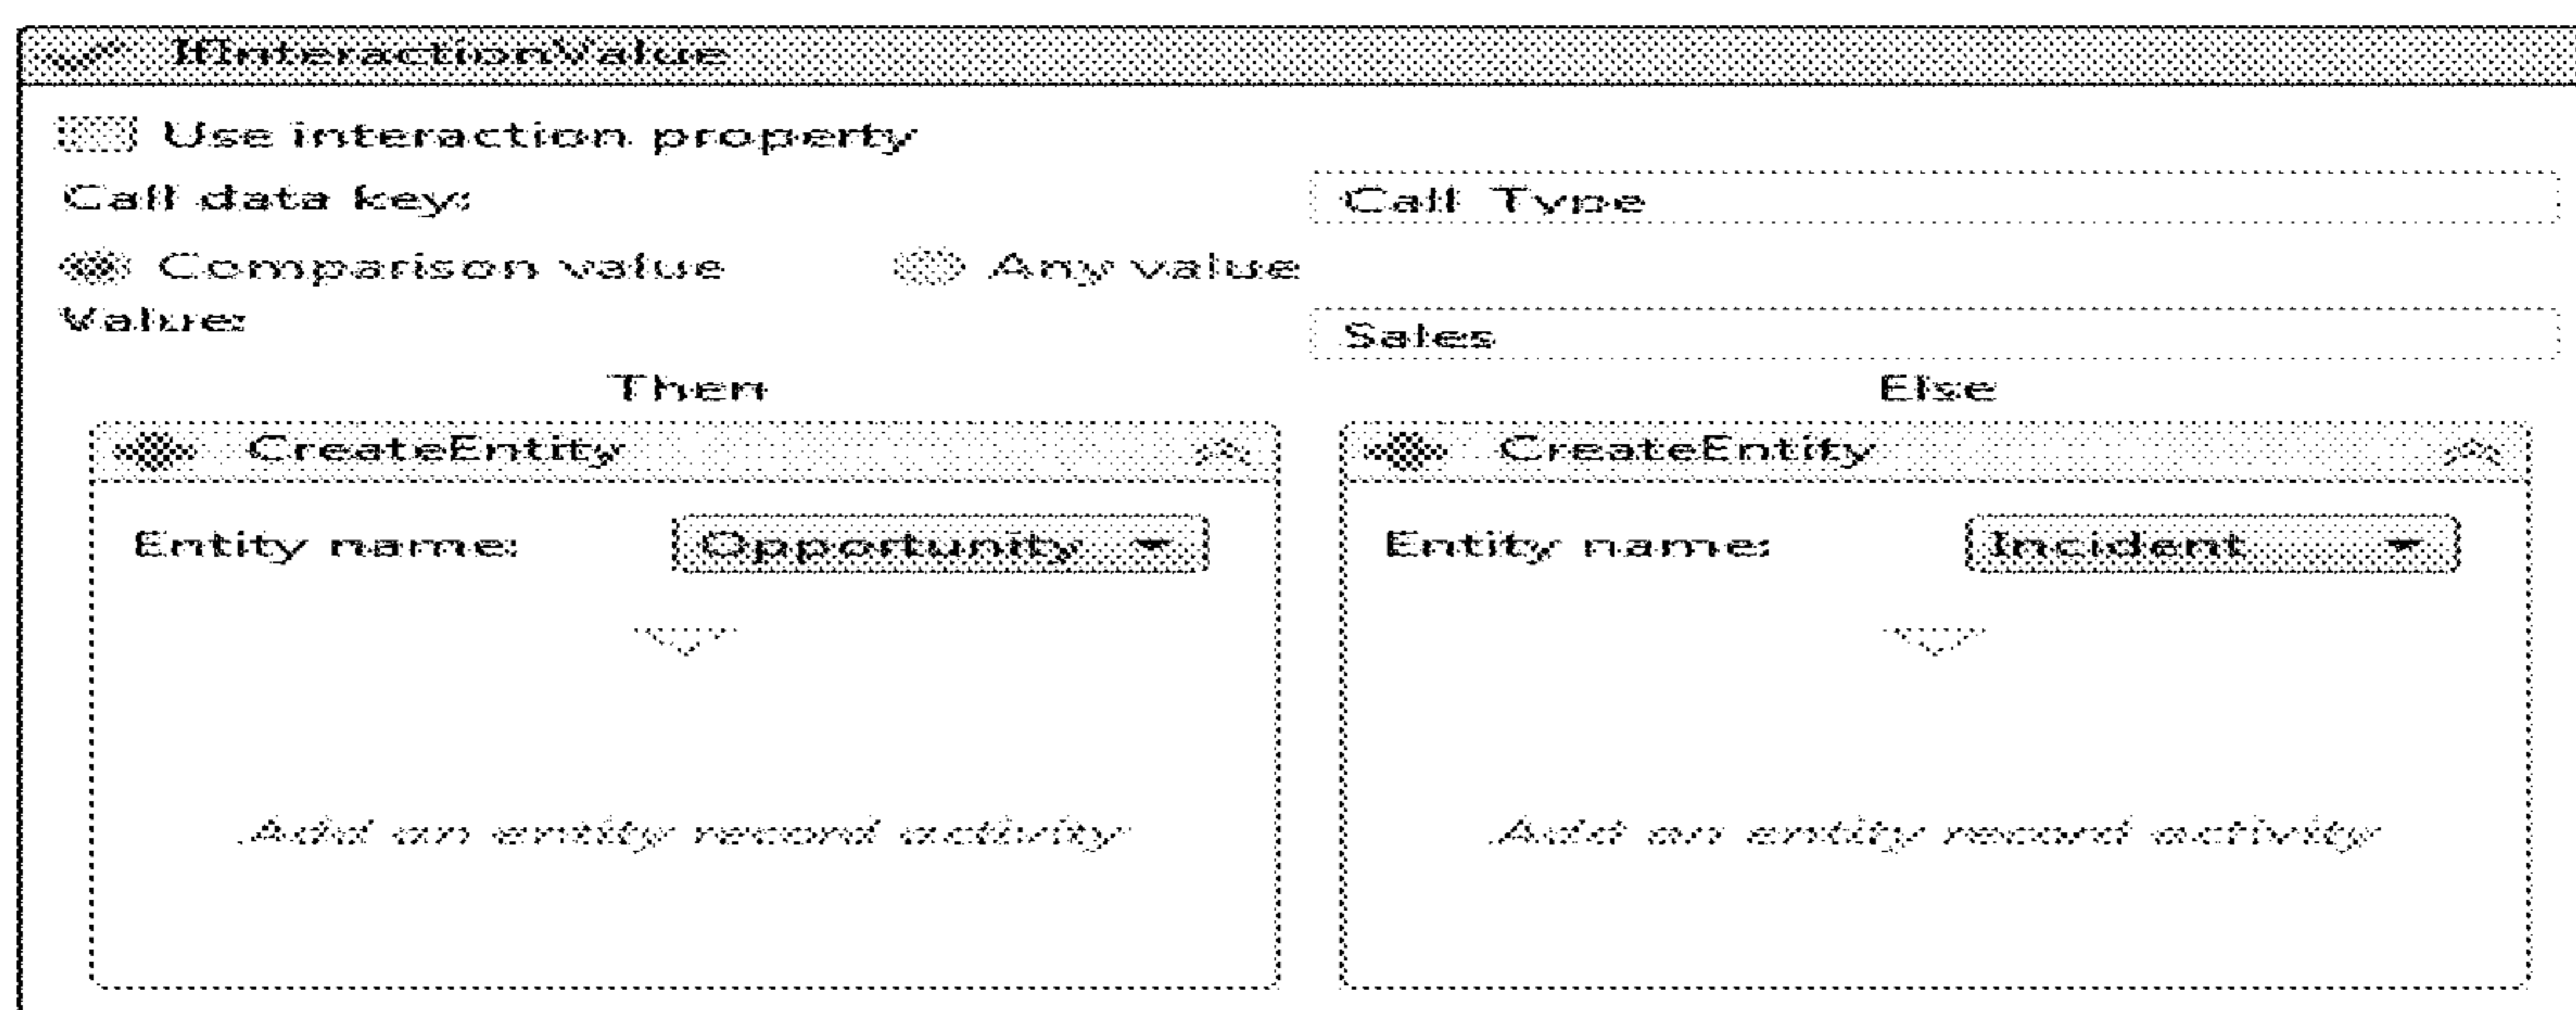 IfInteractionValue
Use interaction property
Call data key: Call Type
Comparison value Any value
Value: Sales
Then Else
CreateEntity CreateEntity
Entity name: Opportunity Entity name: Incident
Add an entity record activity Add an entity record activity